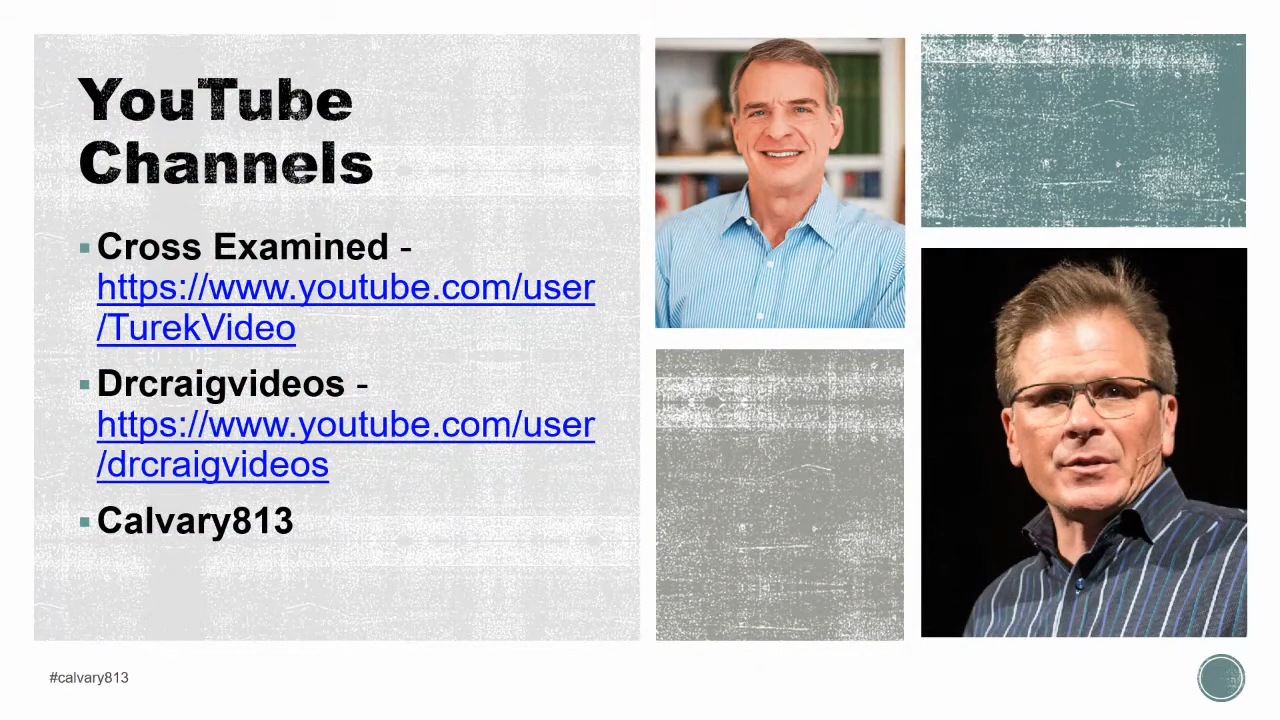 YouTube
Channels
▪Cross Examined -
https://www.youtube.com/user
/TurekVideo
▪Drcraigvideos -
https://www.youtube.com/user
/drcraigvideos
▪Calvary813
#calvary813